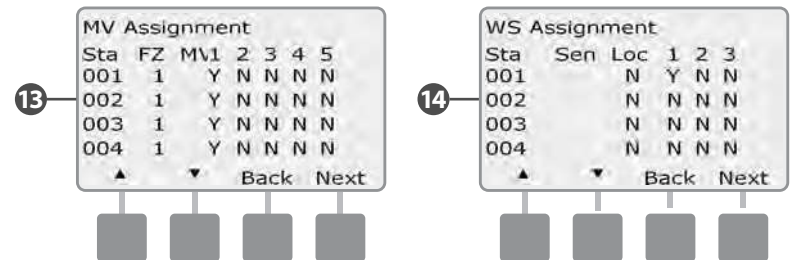 MV Assignment
Sta FZ MV1 2 3 4 5
001 1 Y N N N N
002 1 Y N N N N
003 1 Y N N N N
004 1 Y N N N N
▲ ▼ Back Next
13
WS Assignment
Sta Sen Loc 1 2 3
001 N Y N N
002 N N N N
003 N N N N
004 N N N N
▲ ▼ Back Next
14